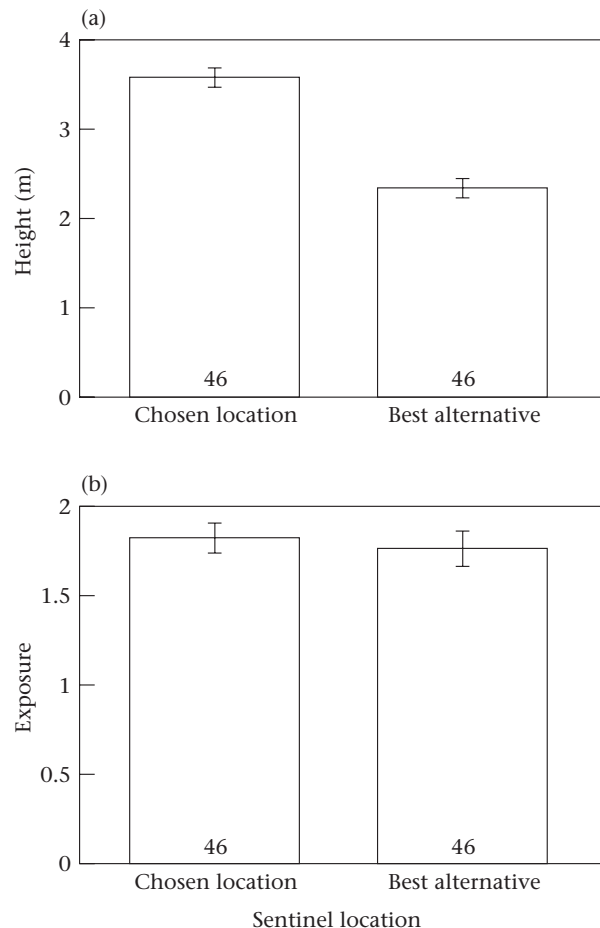 (a)
4
3
2
1
0
Height (m)
46
46
Chosen location
Best alternative
(b)
2
1.5
1
0.5
0
Exposure
46
46
Chosen location
Best alternative
Sentinel location